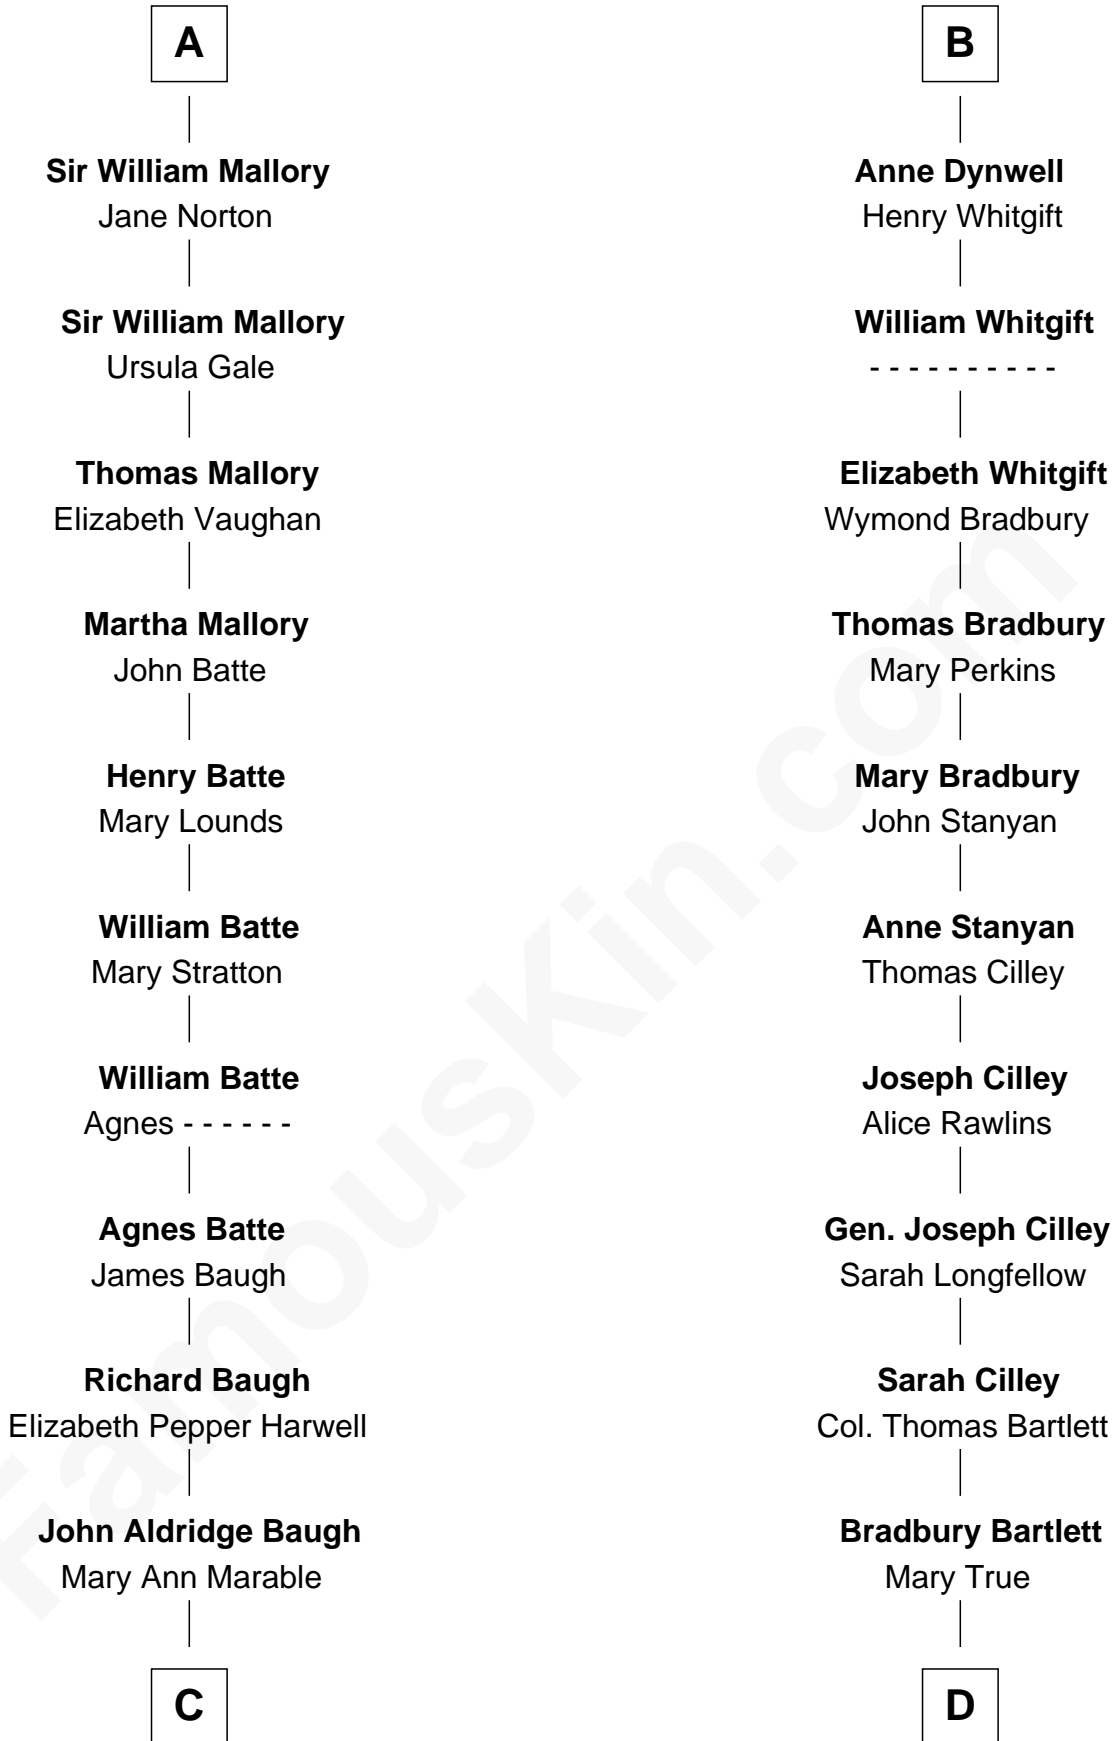 A
Sir William Mallory
Jane Norton
Sir William Mallory
Ursula Gale
Thomas Mallory
Elizabeth Vaughan
Martha Mallory
John Batte
Henry Batte
Mary Lounds
William Batte
Mary Stratton
William Batte
Agnes - - - - - -
Agnes Batte
James Baugh
Richard Baugh
Elizabeth Pepper Harwell
John Aldridge Baugh
Mary Ann Marable
C
B
Anne Dynwell
Henry Whitgift
William Whitgift
- - - - - - - - - -
Elizabeth Whitgift
Wymond Bradbury
Thomas Bradbury
Mary Perkins
Mary Bradbury
John Stanyan
Anne Stanyan
Thomas Cilley
Joseph Cilley
Alice Rawlins
Gen. Joseph Cilley
Sarah Longfellow
Sarah Cilley
Col. Thomas Bartlett
Bradbury Bartlett
Mary True
D
FamousKin.com